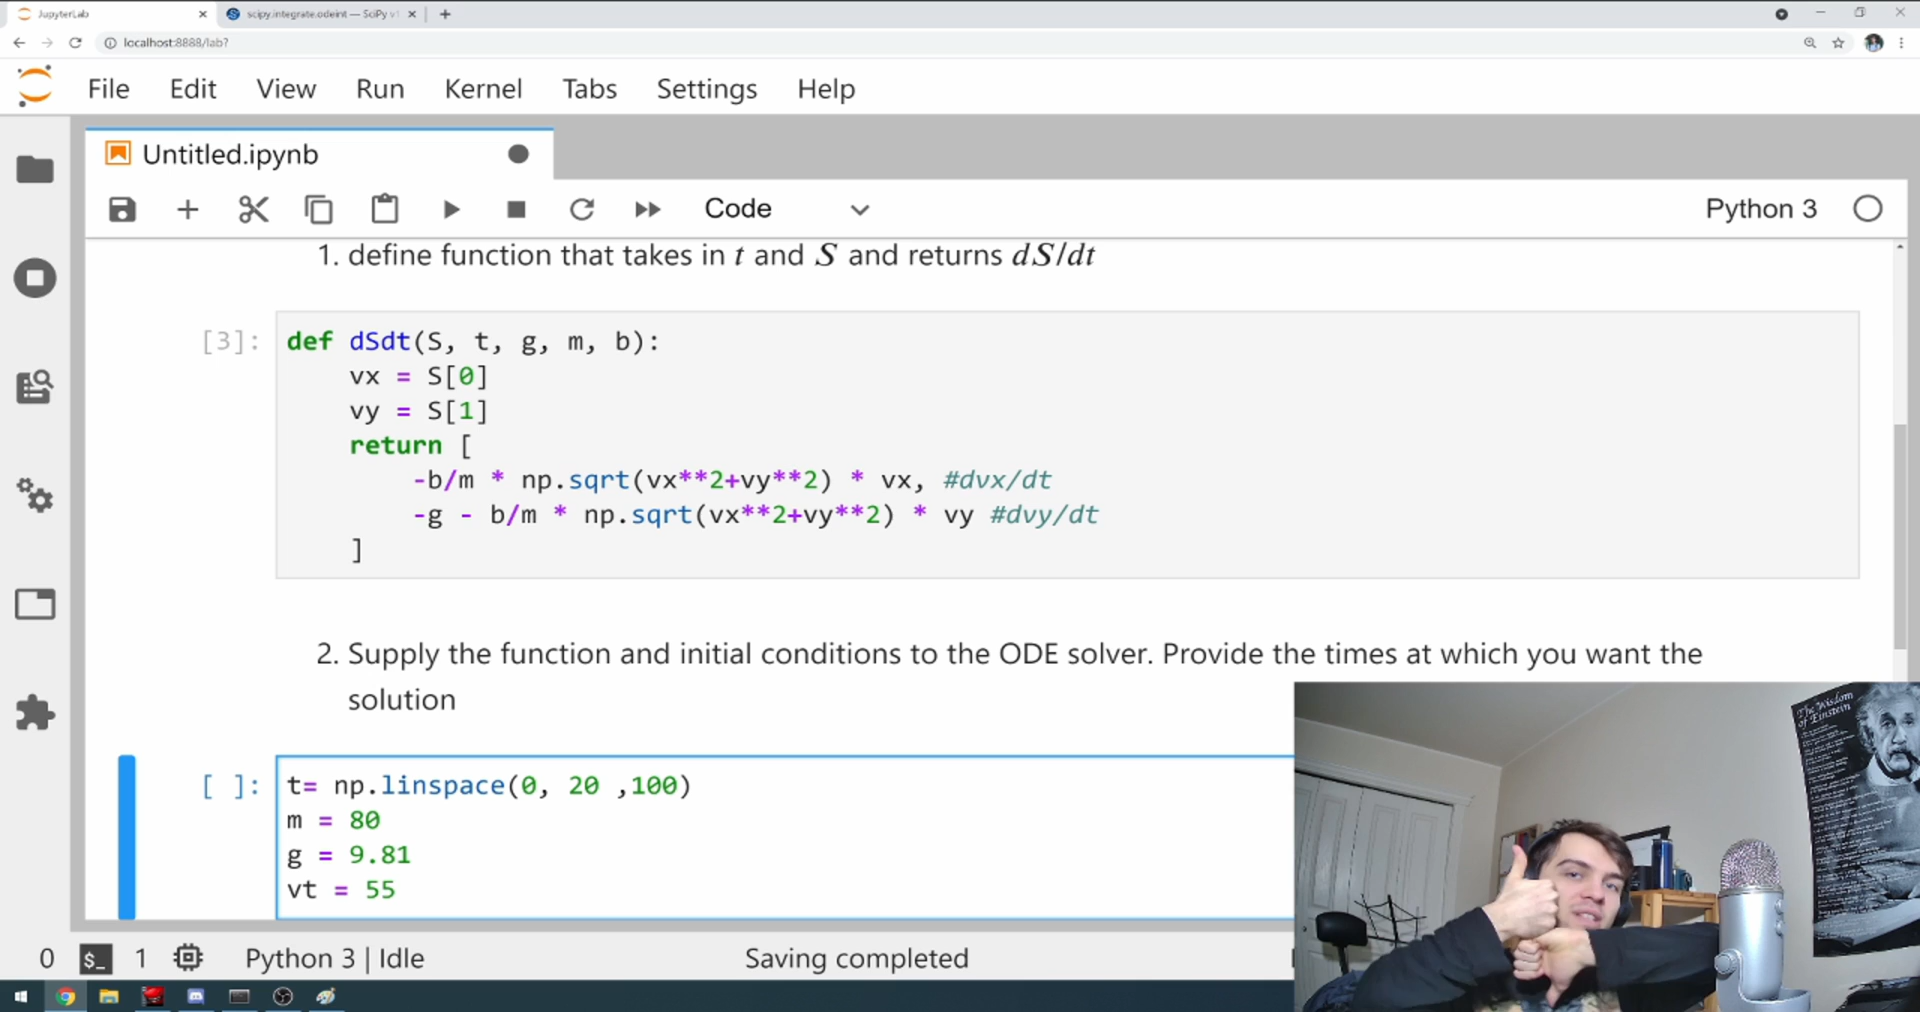 JupyterLab
scipy.integrate.odeint — SciPy v1
localhost:8888/lab?
File Edit View Run Kernel Tabs Settings Help
Untitled.ipynb
Code
Python 3
1. define function that takes in t and S and returns dS/dt
[3]:
def dSdt(S, t, g, m, b):
    vx = S[0]
    vy = S[1]
    return [
        -b/m * np.sqrt(vx**2+vy**2) * vx, #dvx/dt
        -g - b/m * np.sqrt(vx**2+vy**2) * vy #dvy/dt
    ]
2. Supply the function and initial conditions to the ODE solver. Provide the times at which you want the
solution
[ ]:
t= np.linspace(0, 20 ,100)
m = 80
g = 9.81
vt = 55
The Wisdom
of Einstein
0 $_ 1 Python 3 | Idle Saving completed